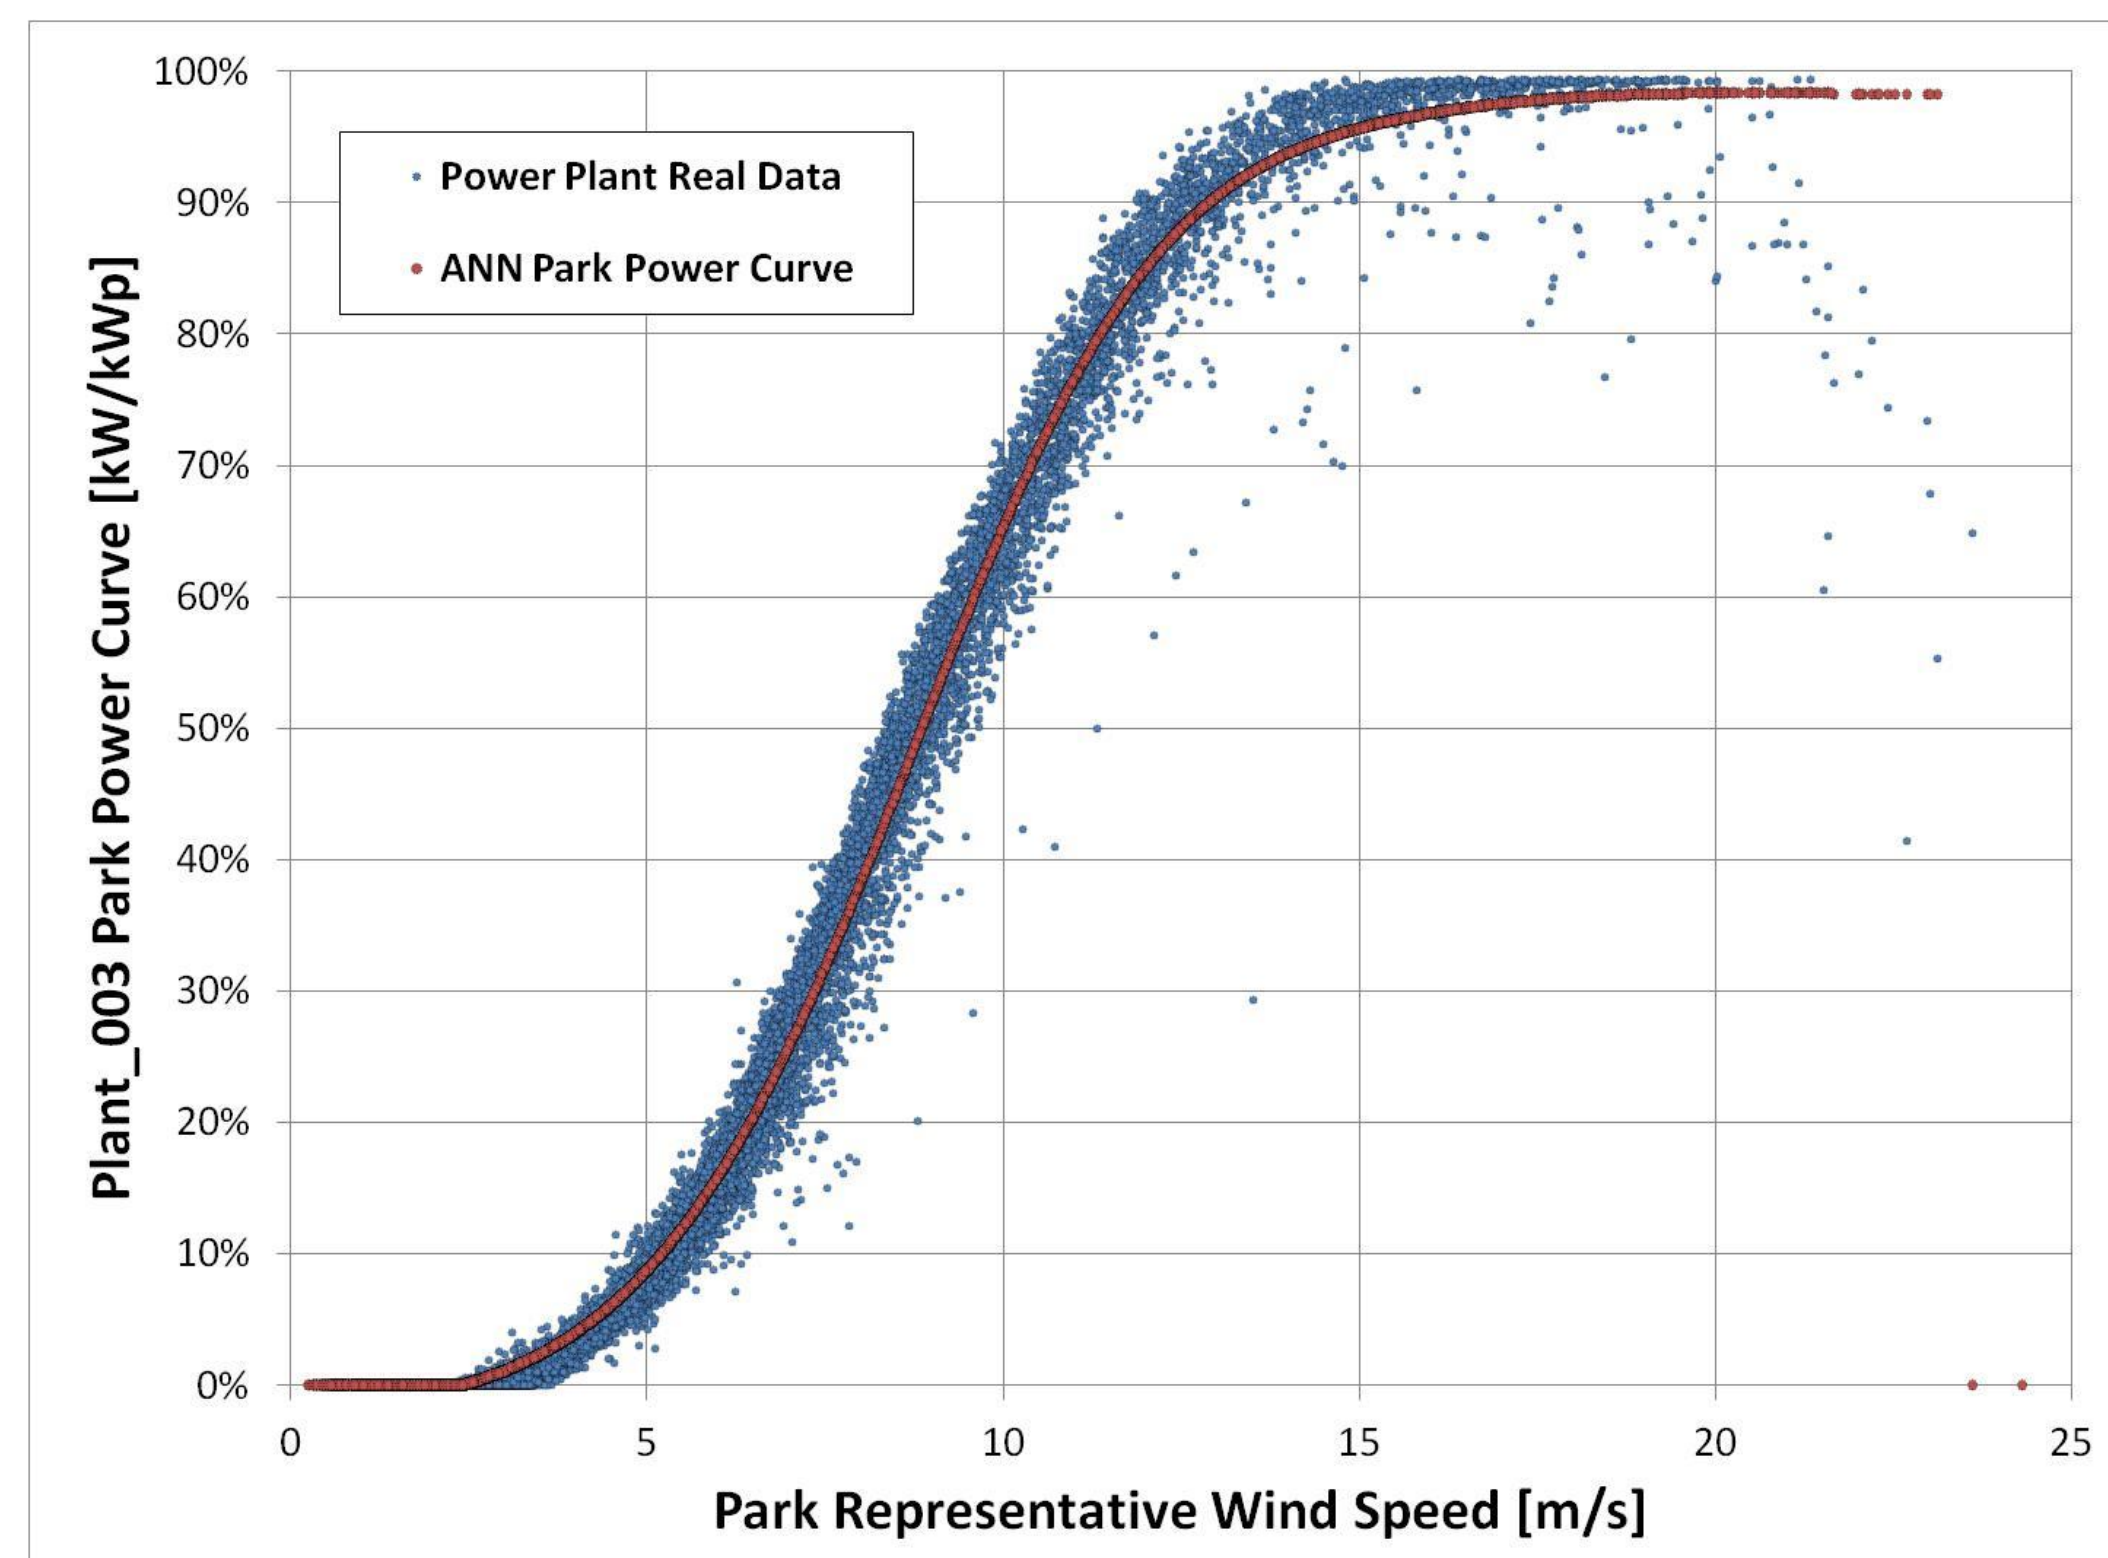 100%
90%
80%
70%
60%
50%
40%
30%
20%
10%
0%
Plant_003 Park Power Curve [kW/kWp]
Power Plant Real Data
ANN Park Power Curve
0 5 10 15 20 25
Park Representative Wind Speed [m/s]